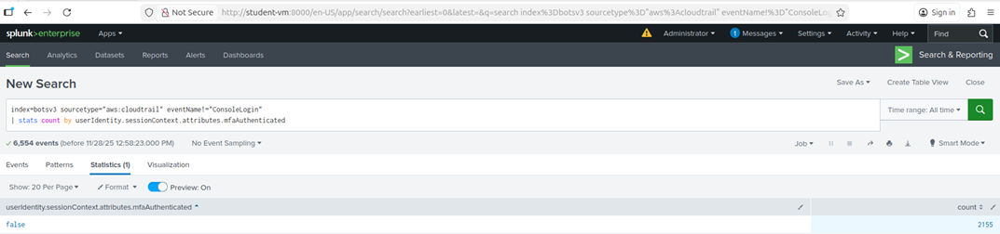 Not Secure http://student-vm:8000/en-US/app/search/search?earliest=0&latest=&q=search index%3Dbotsv3 sourcetype%3D"aws%3Acloudtrail" eventName!%3D"ConsoleLog Sign in
splunk>enterprise Apps Administrator 1 Messages Settings Activity Help Find
Search Analytics Datasets Reports Alerts Dashboards > Search & Reporting
New Search Save As Create Table View Close
index=botsv3 sourcetype="aws:cloudtrail" eventName!="ConsoleLogin"
| stats count by userIdentity.sessionContext.attributes.mfaAuthenticated Time range: All time
6,554 events (before 11/28/25 12:58:23.000 PM) No Event Sampling Job Smart Mode
Events Patterns Statistics (1) Visualization
Show: 20 Per Page Format Preview: On
userIdentity.sessionContext.attributes.mfaAuthenticated count
false 2155